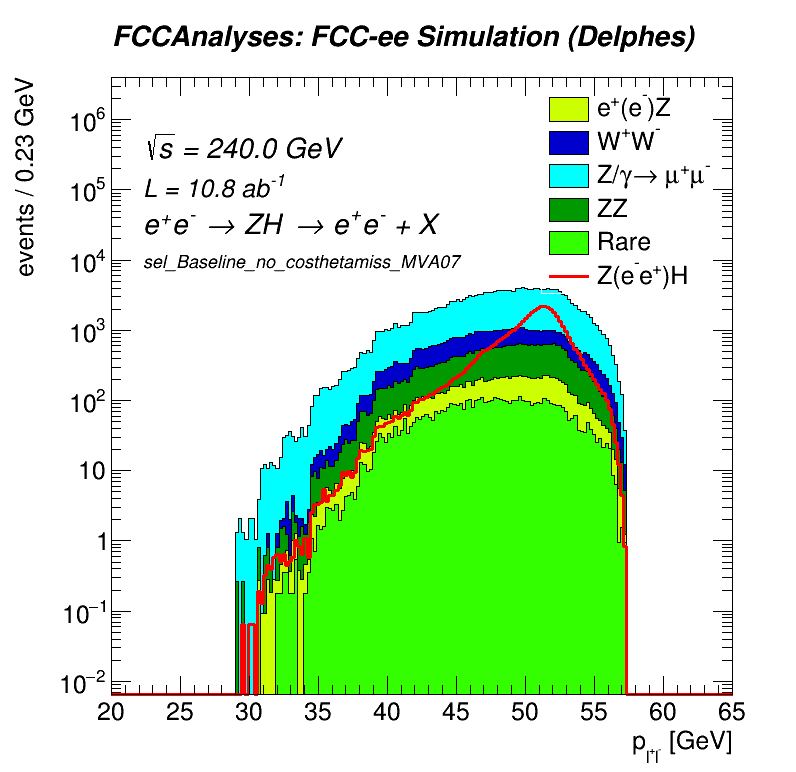 FCCAnalyses: FCC-ee Simulation (Delphes)
events / 0.23 GeV
10⁶
10⁵
10⁴
10³
10²
10
1
10⁻¹
10⁻²
√s = 240.0 GeV
L = 10.8 ab⁻¹
e⁺e⁻ → ZH → e⁺e⁻ + X
sel_Baseline_no_costhetamiss_MVA07
e⁺(e⁻)Z
W⁺W⁻
Z/γ→ μ⁺μ⁻
ZZ
Rare
Z(e⁻e⁺)H
20 25 30 35 40 45 50 55 60 65
p_l⁺l⁻ [GeV]